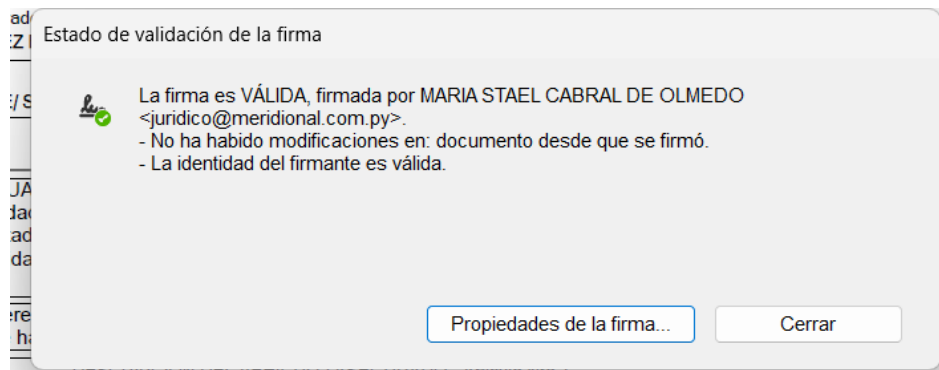 Estado de validación de la firma
La firma es VÁLIDA, firmada por MARIA STAEL CABRAL DE OLMEDO
<juridico@meridional.com.py>.
- No ha habido modificaciones en: documento desde que se firmó.
- La identidad del firmante es válida.
Propiedades de la firma...
Cerrar